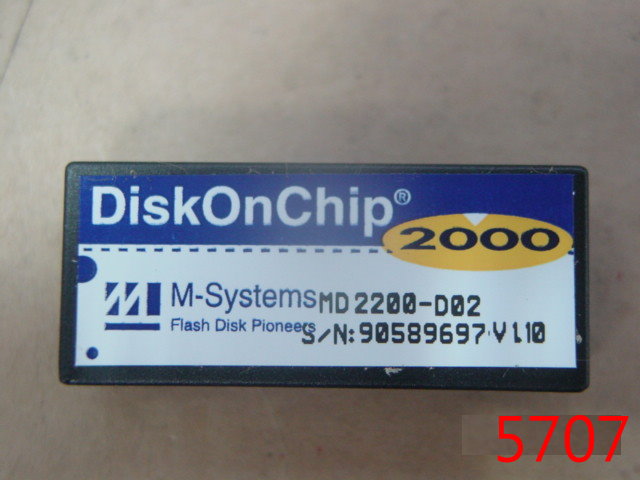 DiskOnChip®
2000
M-Systems MD2200-D02
Flash Disk Pioneers S/N:90589697 V1.10
5707